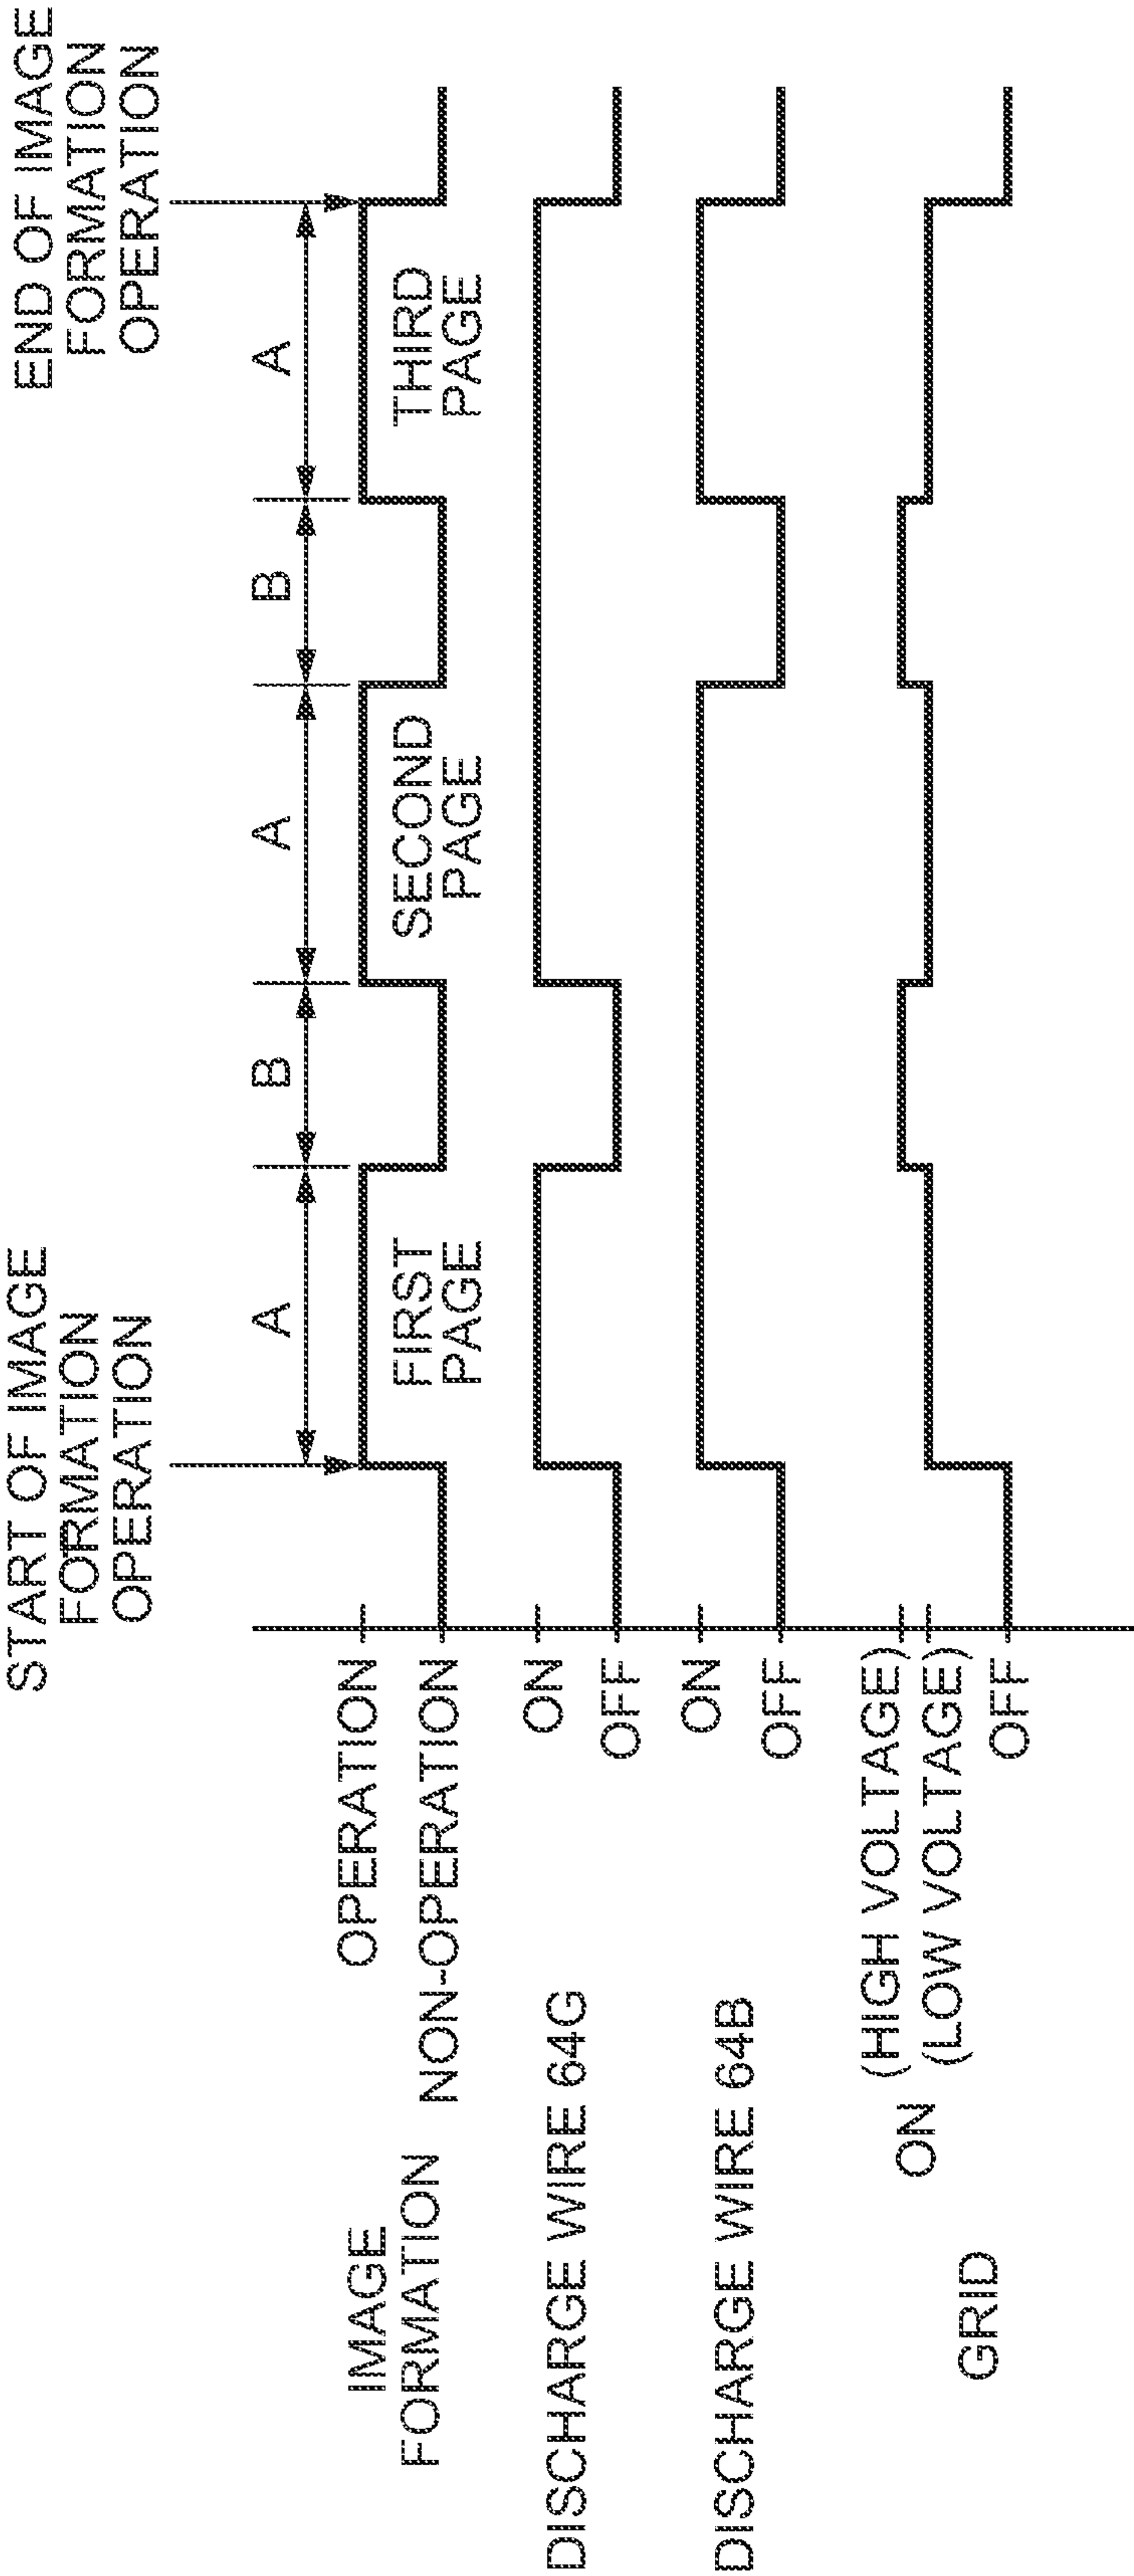 START OF IMAGE
FORMATION
OPERATION
END OF IMAGE
FORMATION
OPERATION
A
B
A
B
A
IMAGE
FORMATION
OPERATION
NON-OPERATION
FIRST
PAGE
SECOND
PAGE
THIRD
PAGE
DISCHARGE WIRE 64G
ON
OFF
DISCHARGE WIRE 64B
ON
OFF
GRID
ON
(HIGH VOLTAGE)
(LOW VOLTAGE)
OFF